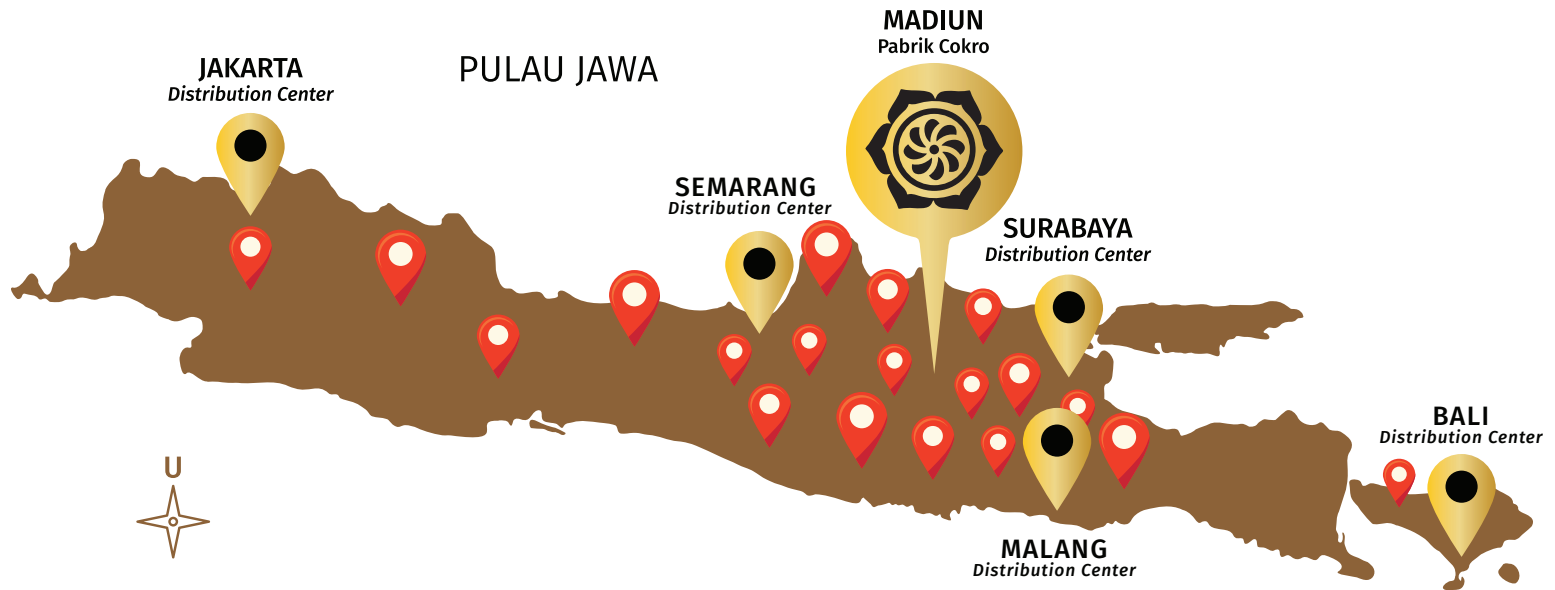 MADIUN
Pabrik Cokro
JAKARTA
Distribution Center
PULAU JAWA
SEMARANG
Distribution Center
SURABAYA
Distribution Center
BALI
Distribution Center
U
MALANG
Distribution Center